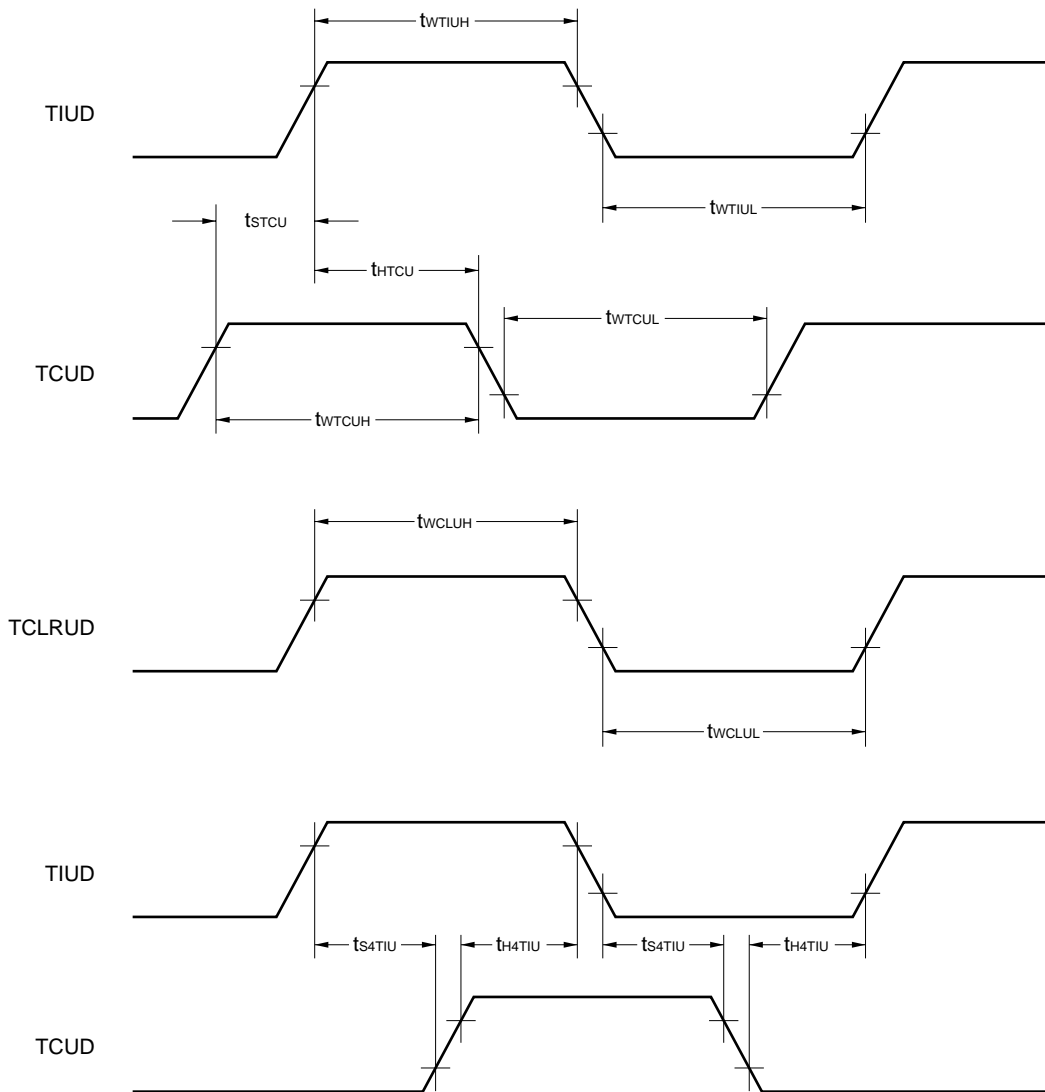 tWTIUH
TIUD
tWTIUL
tSTCU
tHTCU
tWTCUL
TCUD
tWTCUH
tWCLUH
TCLRUD
tWCLUL
TIUD
tS4TIU tH4TIU tS4TIU tH4TIU
TCUD